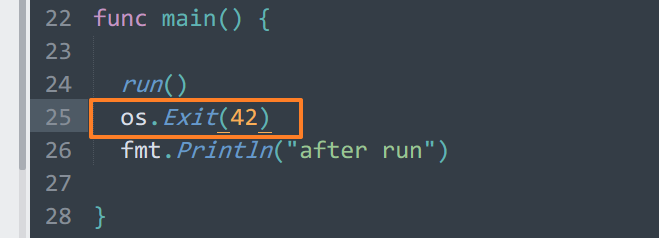 22 func main() {
23
24 run()
25 os.Exit(42)
26 fmt.Println("after run")
27
28 }